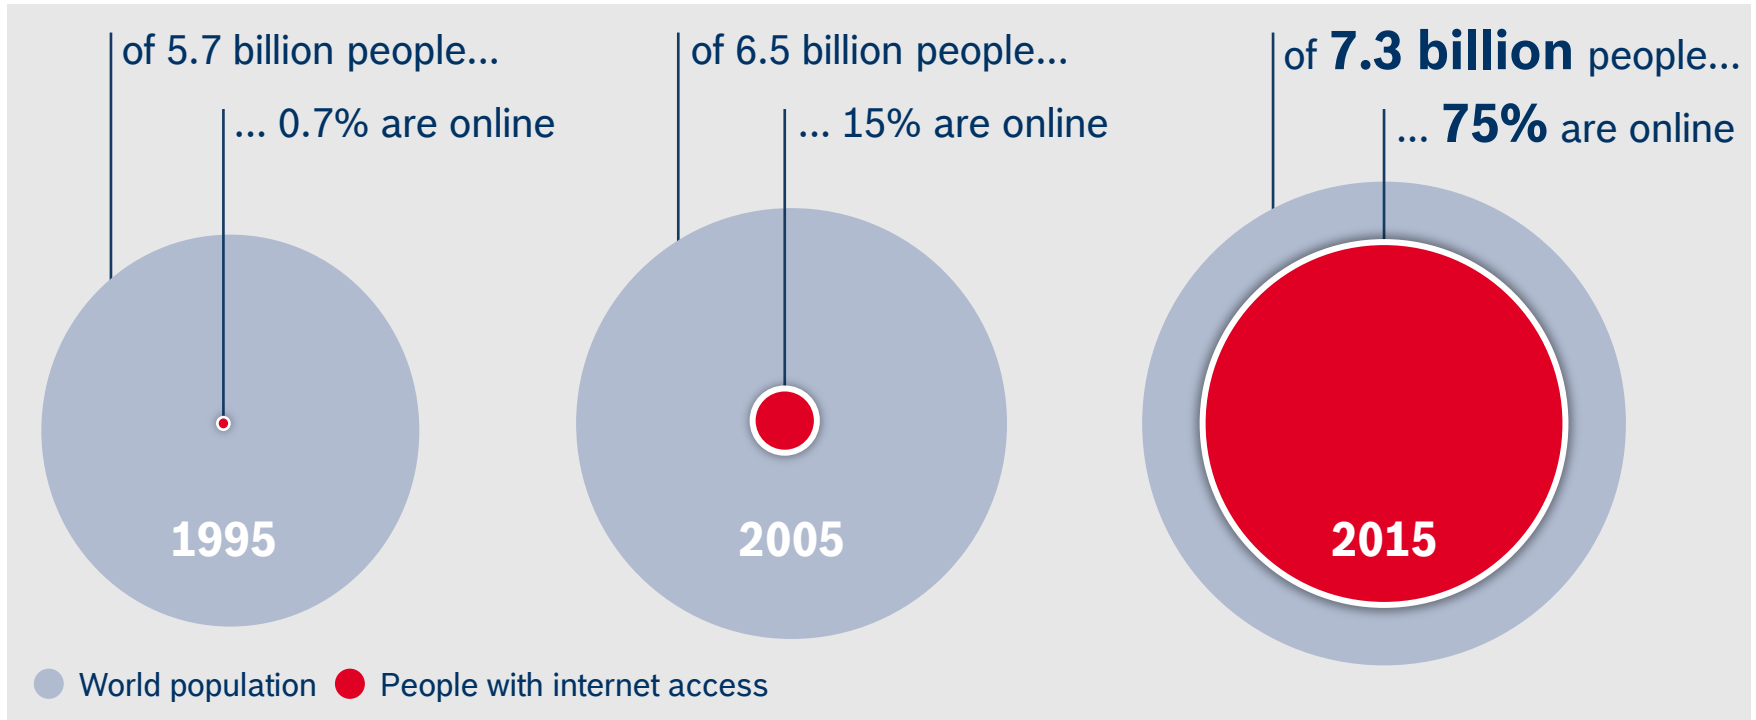 of 5.7 billion people...
... 0.7% are online
1995
of 6.5 billion people...
... 15% are online
2005
of 7.3 billion people...
... 75% are online
2015
World population
People with internet access